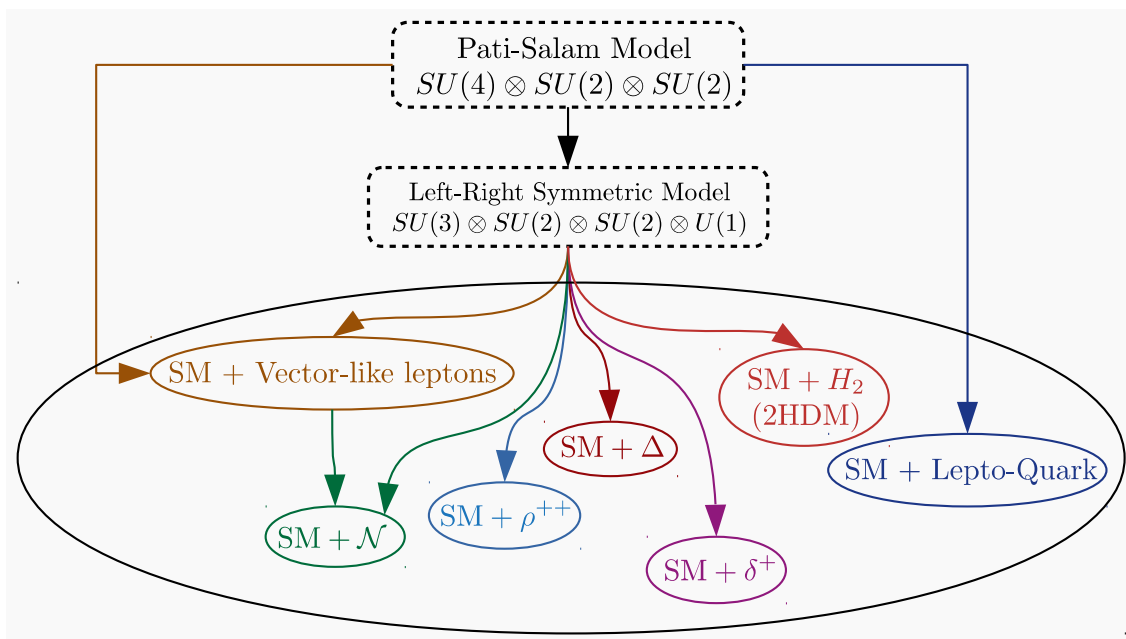 Pati-Salam Model
SU(4) ⊗ SU(2) ⊗ SU(2)
Left-Right Symmetric Model
SU(3) ⊗ SU(2) ⊗ SU(2) ⊗ U(1)
SM + Vector-like leptons
SM + H₂
(2HDM)
SM + Δ
SM + Lepto-Quark
SM + ρ⁺⁺
SM + 𝒩
SM + δ⁺